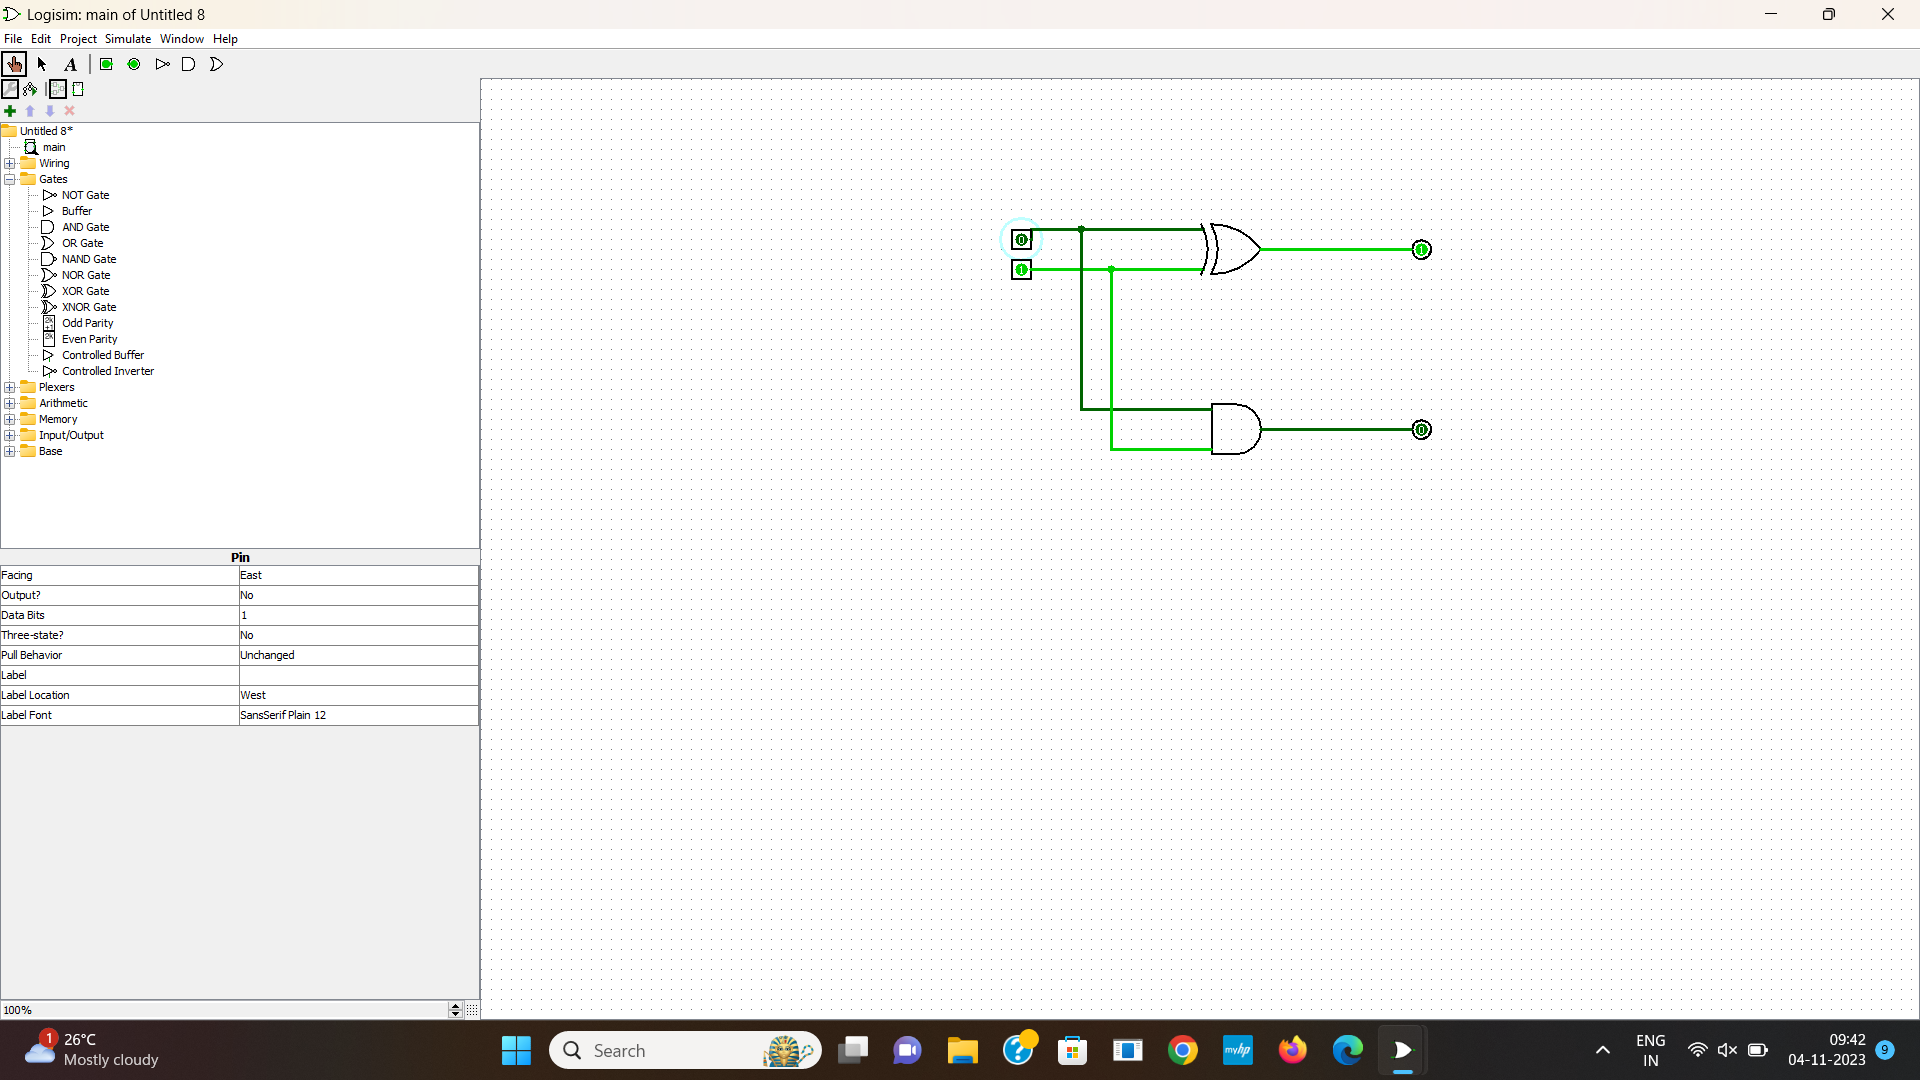 Logisim: main of Untitled 8
File Edit Project Simulate Window Help
A
Untitled 8*
main
Wiring
Gates
NOT Gate
Buffer
AND Gate
OR Gate
NAND Gate
NOR Gate
XOR Gate
XNOR Gate
2k+1 Odd Parity
2k Even Parity
Controlled Buffer
Controlled Inverter
Plexers
Arithmetic
Memory
Input/Output
Base
0
1
1
0
Pin
Facing East
Output? No
Data Bits 1
Three-state? No
Pull Behavior Unchanged
Label
Label Location West
Label Font SansSerif Plain 12
100%
1
26°C
Mostly cloudy
Search
myhp
ENG
IN
09:42
04-11-2023
9